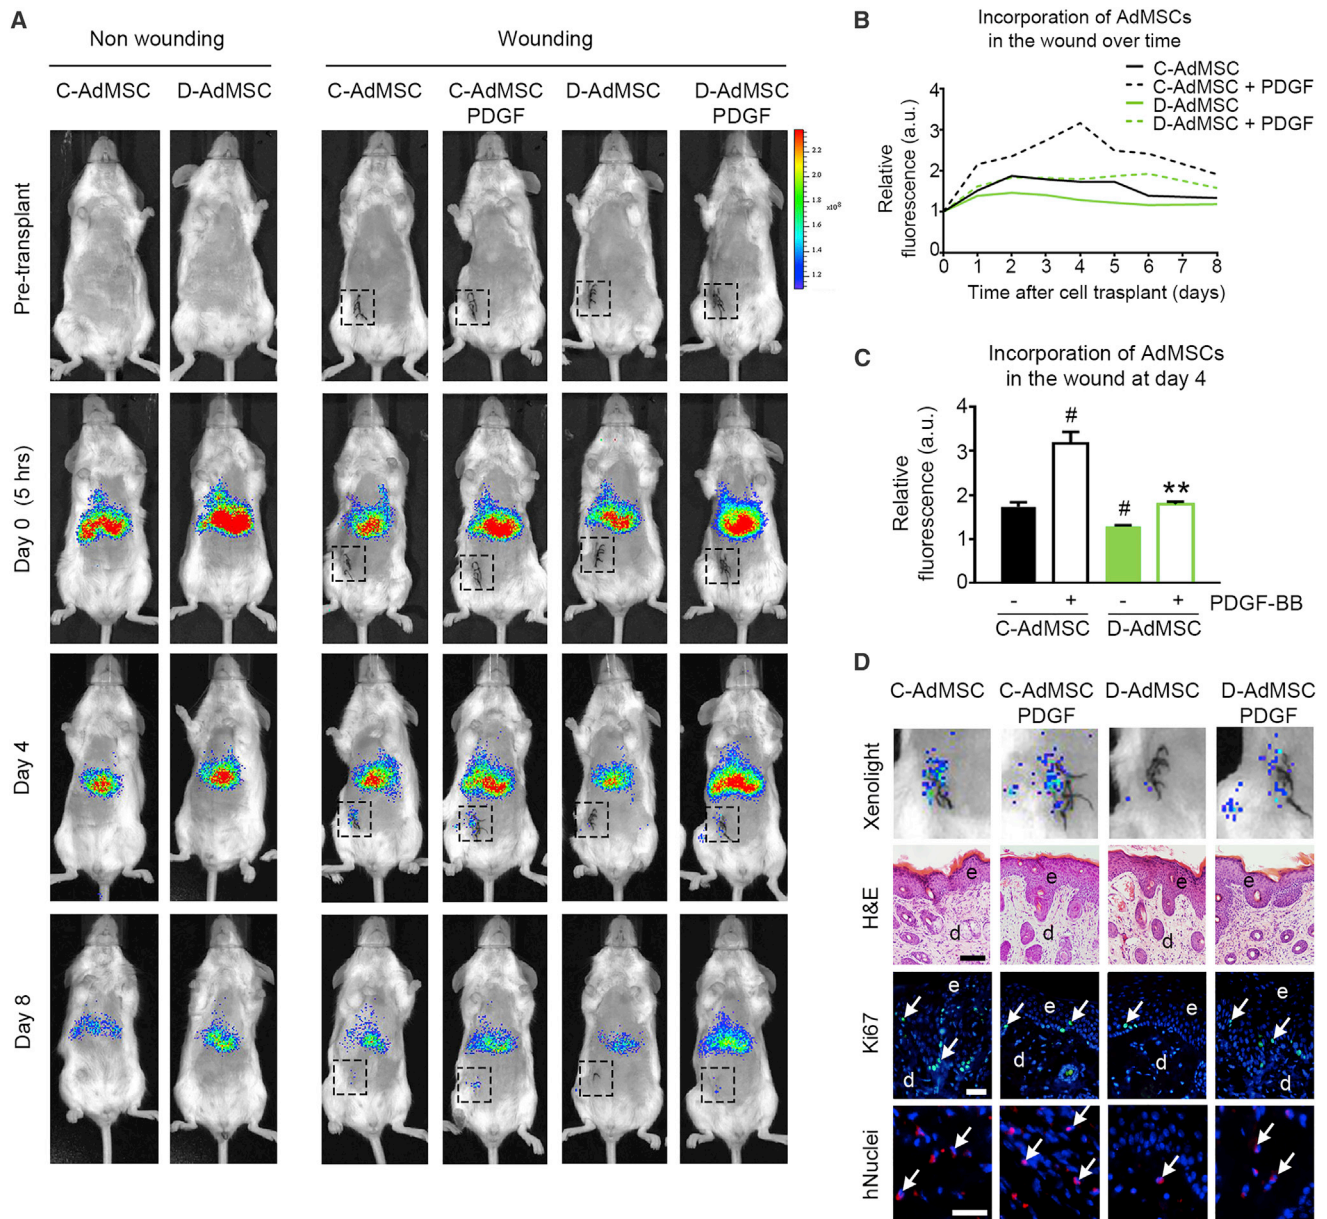 A
Non wounding
Wounding
C-AdMSC
D-AdMSC
C-AdMSC
C-AdMSC
PDGF
D-AdMSC
D-AdMSC
PDGF
Pre-transplant
2.2
2.0
1.8
x10⁸
1.6
1.4
1.2
Day 0 (5 hrs)
Day 4
Day 8
B
Incorporation of AdMSCs
in the wound over time
C-AdMSC
C-AdMSC + PDGF
D-AdMSC
D-AdMSC + PDGF
Relative
fluorescence (a.u.)
4
3
2
1
0
0 1 2 3 4 5 6 7 8
Time after cell trasplant (days)
C
Incorporation of AdMSCs
in the wound at day 4
Relative
fluorescence (a.u.)
4
3
2
1
0
#
#
**
- + - + PDGF-BB
C-AdMSC D-AdMSC
D
C-AdMSC
C-AdMSC
PDGF
D-AdMSC
D-AdMSC
PDGF
Xenolight
H&E
e
d
e
d
e
d
e
d
Ki67
e
d
e
d
e
d
e
d
hNuclei